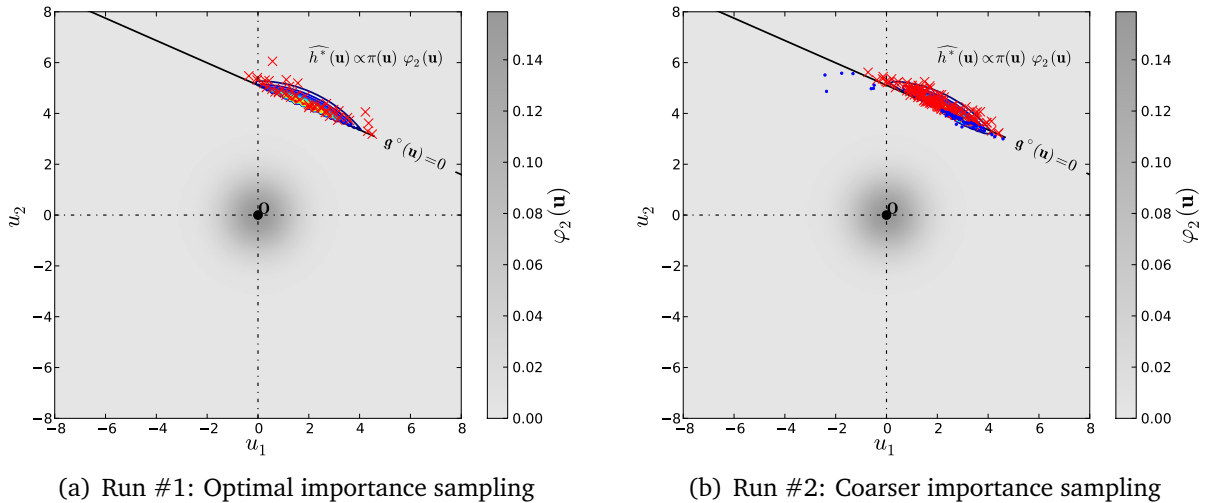 8
6
4
2
0
−2
−4
−6
−8
−8 −6 −4 −2 0 2 4 6 8
u₁
u₂
ĥ*(u) ∝ π(u) φ₂(u)
g°(u)=0
0
0.14
0.12
0.10
0.08
0.06
0.04
0.02
0.00
φ₂(u)
(a) Run #1: Optimal importance sampling
8
6
4
2
0
−2
−4
−6
−8
−8 −6 −4 −2 0 2 4 6 8
u₁
u₂
ĥ*(u) ∝ π(u) φ₂(u)
g°(u)=0
0
0.14
0.12
0.10
0.08
0.06
0.04
0.02
0.00
φ₂(u)
(b) Run #2: Coarser importance sampling